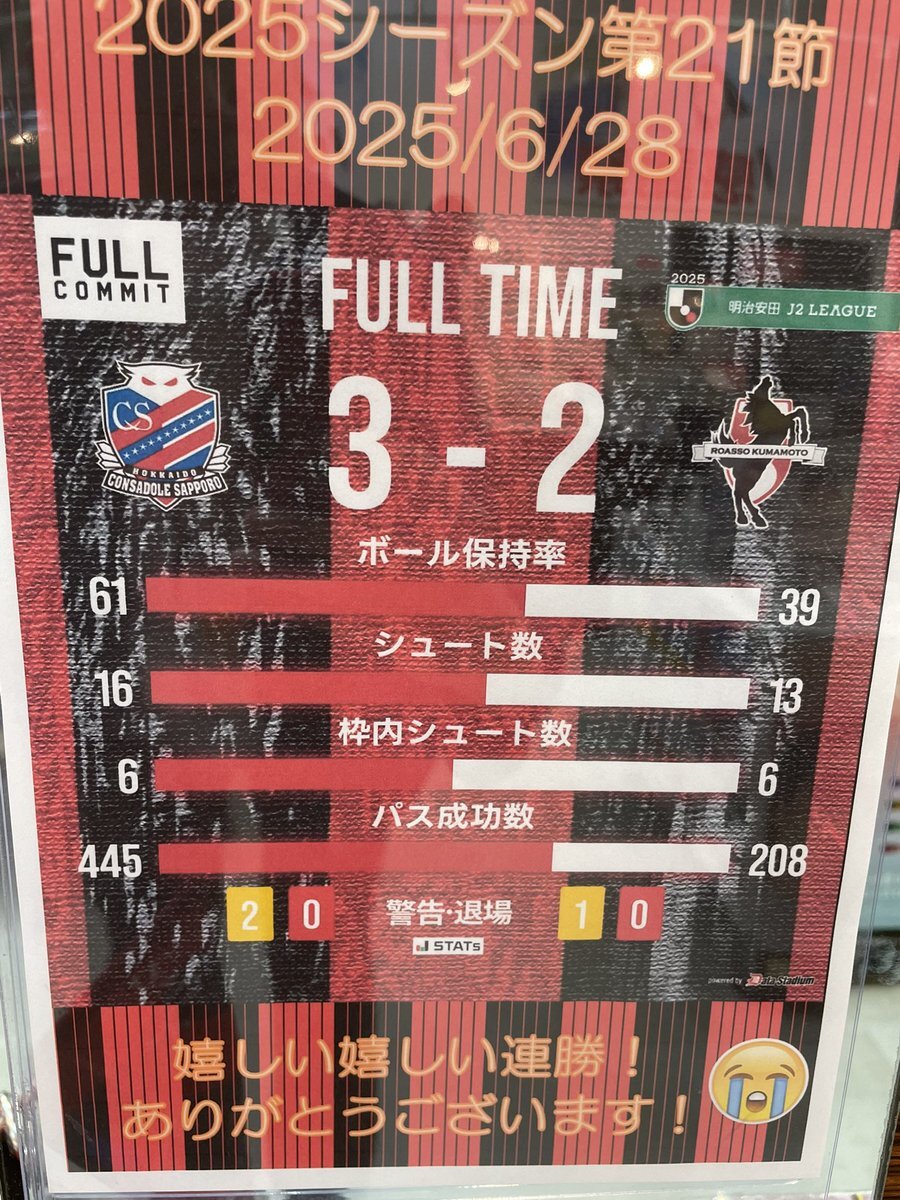 2025シーズン第21節
2025/6/28
FULL
COMMIT
FULL TIME
2025
明治安田 J2 LEAGUE
CS
HOKKAIDO
CONSADOLE SAPPORO
3 - 2
ROASSO KUMAMOTO
ボール保持率
61 39
シュート数
16 13
枠内シュート数
6 6
パス成功数
445 208
2 0 警告・退場 1 0
J STATS
powered by Data Stadium
嬉しい嬉しい連勝！
ありがとうございます！